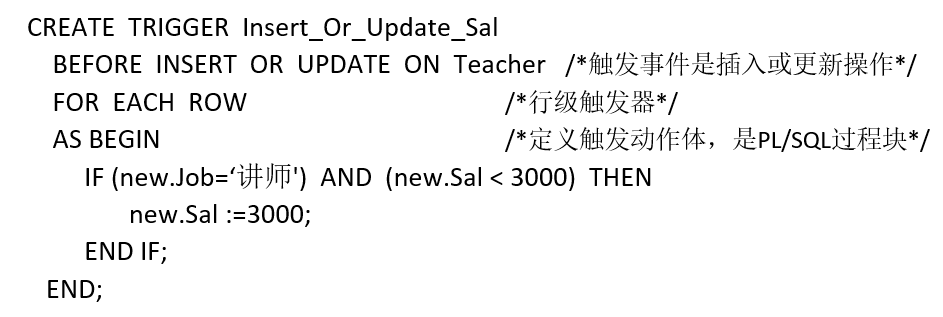 CREATE TRIGGER Insert_Or_Update_Sal
BEFORE INSERT OR UPDATE ON Teacher /*触发事件是插入或更新操作*/
FOR EACH ROW /*行级触发器*/
AS BEGIN /*定义触发动作体，是PL/SQL过程块*/
IF (new.Job=‘讲师') AND (new.Sal < 3000) THEN
new.Sal :=3000;
END IF;
END;